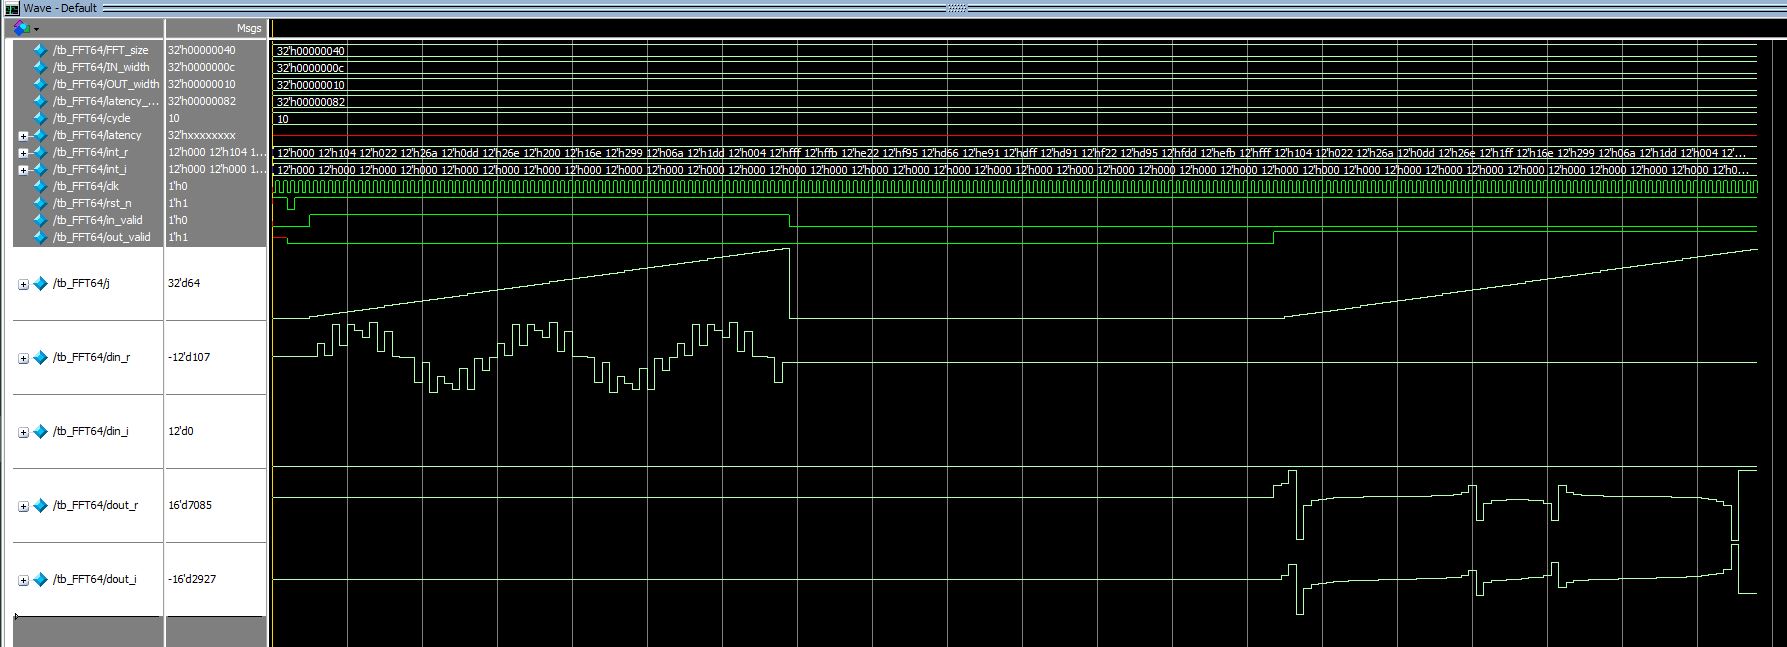 Wave - Default
Msgs
/tb_FFT64/FFT_size 32'h00000040 32'h00000040
/tb_FFT64/IN_width 32'h0000000c 32'h0000000c
/tb_FFT64/OUT_width 32'h00000010 32'h00000010
/tb_FFT64/latency_... 32'h00000082 32'h00000082
/tb_FFT64/cycle 10 10
/tb_FFT64/latency 32'hxxxxxxxx
/tb_FFT64/int_r 12'h000 12'h104 1... 12'h000 12'h104 12'h022 12'h26a 12'h0dd 12'h26e 12'h200 12'h16e 12'h299 12'h06a 12'h1dd 12'h004 12'hfff 12'hffb 12'he22 12'hf95 12'hd66 12'he91 12'hdff 12'hd91 12'hf22 12'hd95 12'hfdd 12'hefb 12'hfff 12'h104 12'h022 12'h26a 12'h0dd 12'h26e 12'h1ff 12'h16e 12'h299 12'h06a 12'h1dd 12'h004 12'...
/tb_FFT64/int_i 12'h000 12'h000 1... 12'h000 12'h000 12'h000 12'h000 12'h000 12'h000 12'h000 12'h000 12'h000 12'h000 12'h000 12'h000 12'h000 12'h000 12'h000 12'h000 12'h000 12'h000 12'h000 12'h000 12'h000 12'h000 12'h000 12'h000 12'h000 12'h000 12'h000 12'h000 12'h000 12'h000 12'h000 12'h000 12'h000 12'h000 12'h000 12'h0...
/tb_FFT64/clk 1'h0
/tb_FFT64/rst_n 1'h1
/tb_FFT64/in_valid 1'h0
/tb_FFT64/out_valid 1'h1
/tb_FFT64/j 32'd64
/tb_FFT64/din_r -12'd107
/tb_FFT64/din_i 12'd0
/tb_FFT64/dout_r 16'd7085
/tb_FFT64/dout_i -16'd2927